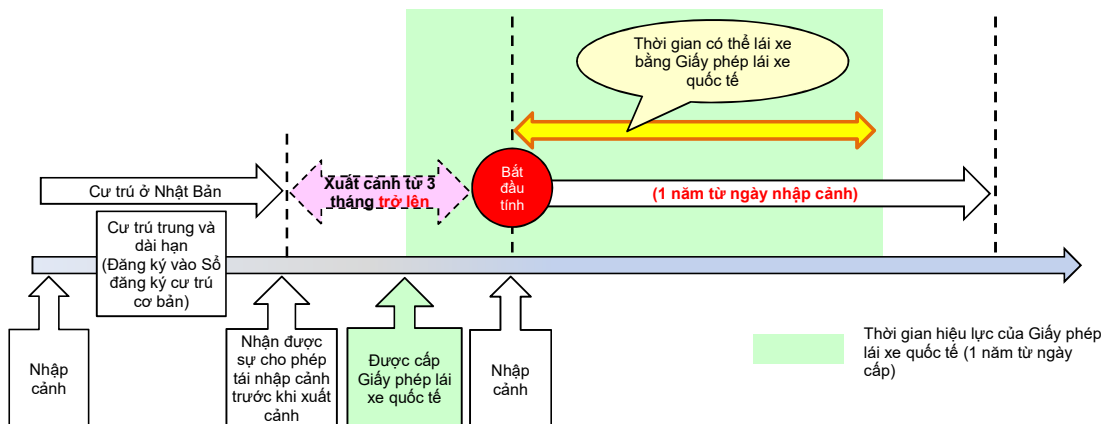 Thời gian có thể lái xe
bằng Giấy phép lái xe
quốc tế
Cư trú ở Nhật Bản
Xuất cảnh từ 3
tháng trở lên
Bắt
đầu
tính
(1 năm từ ngày nhập cảnh)
Cư trú trung và
dài hạn
(Đăng ký vào Sổ
đăng ký cư trú
cơ bản)
Nhập
cảnh
Nhận được
sự cho phép
tái nhập cảnh
trước khi xuất
cảnh
Được cấp
Giấy phép lái
xe quốc tế
Nhập
cảnh
Thời gian hiệu lực của Giấy phép
lái xe quốc tế (1 năm từ ngày
cấp)